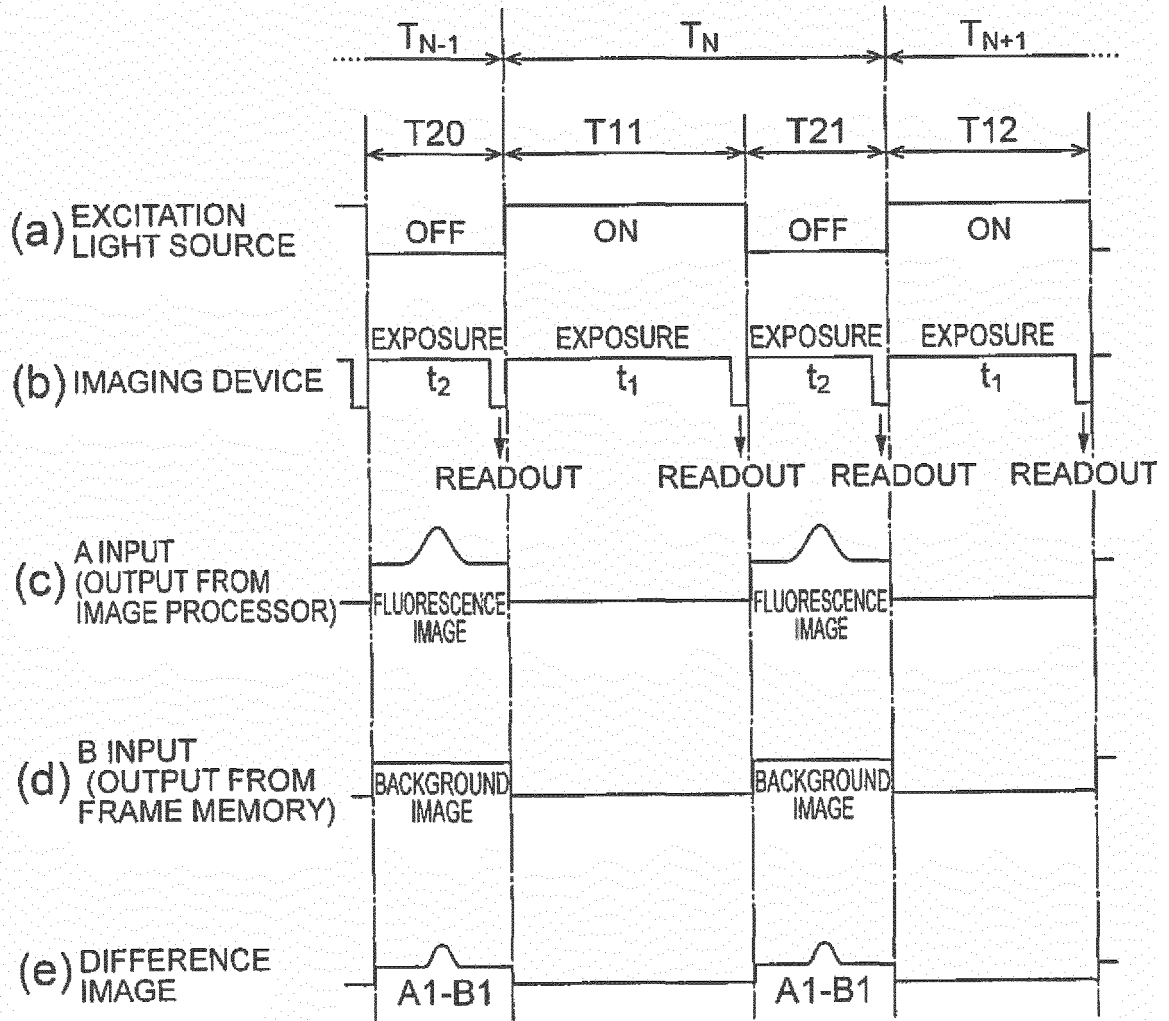 T_{N-1} T_N T_{N+1}
T20 T11 T21 T12
(a) EXCITATION
LIGHT SOURCE
OFF ON OFF ON
EXPOSURE EXPOSURE EXPOSURE EXPOSURE
(b) IMAGING DEVICE
t₂ t₁ t₂ t₁
READOUT READOUT READOUT READOUT
(c) A INPUT
(OUTPUT FROM
IMAGE PROCESSOR)
FLUORESCENCE
IMAGE
FLUORESCENCE
IMAGE
(d) B INPUT
(OUTPUT FROM
FRAME MEMORY)
BACKGROUND
IMAGE
BACKGROUND
IMAGE
(e) DIFFERENCE
IMAGE
A1-B1 A1-B1